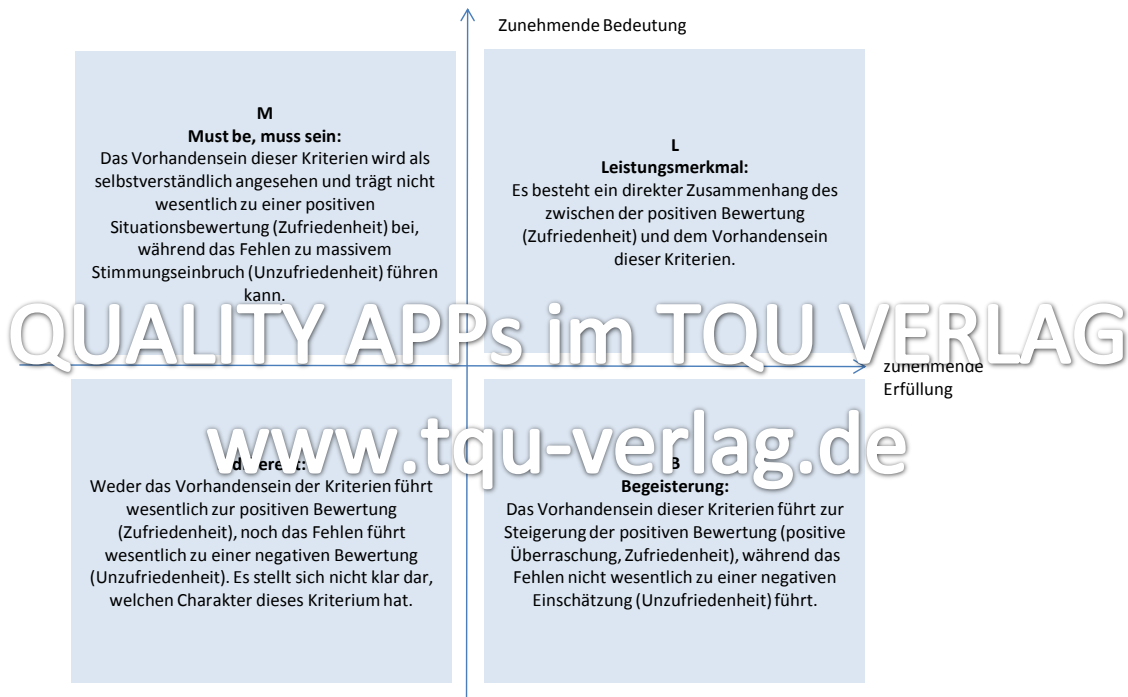 Zunehmende Bedeutung
M
Must be, muss sein:
Das Vorhandensein dieser Kriterien wird als
selbstverständlich angesehen und trägt nicht
wesentlich zu einer positiven
Situationsbewertung (Zufriedenheit) bei,
während das Fehlen zu massivem
Stimmungseinbruch (Unzufriedenheit) führen
kann.
L
Leistungsmerkmal:
Es besteht ein direkter Zusammenhang des
zwischen der positiven Bewertung
(Zufriedenheit) und dem Vorhandensein
dieser Kriterien.
QUALITY APPs im TQU VERLAG
zunehmende
Erfüllung
www.tqu-verlag.de
Weder das Vorhandensein der Kriterien führt
wesentlich zur positiven Bewertung
(Zufriedenheit), noch das Fehlen führt
wesentlich zu einer negativen Bewertung
(Unzufriedenheit). Es stellt sich nicht klar dar,
welchen Charakter dieses Kriterium hat.
B
Begeisterung:
Das Vorhandensein dieser Kriterien führt zur
Steigerung der positiven Bewertung (positive
Überraschung, Zufriedenheit), während das
Fehlen nicht wesentlich zu einer negativen
Einschätzung (Unzufriedenheit) führt.